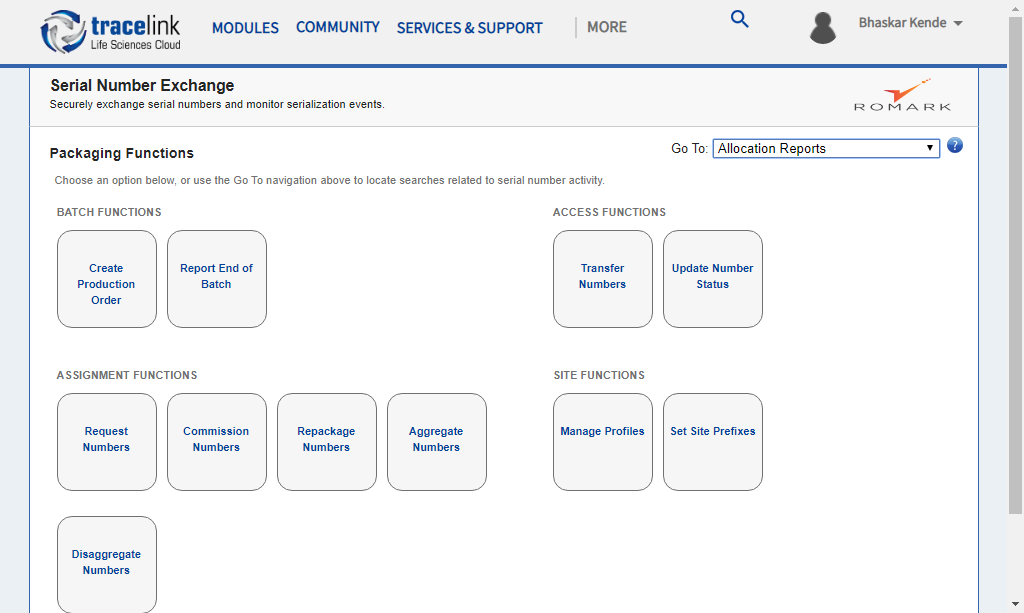 tracelink
Life Sciences Cloud
MODULES COMMUNITY SERVICES & SUPPORT MORE
Bhaskar Kende
Serial Number Exchange
Securely exchange serial numbers and monitor serialization events.
ROMARK
Packaging Functions
Go To: Allocation Reports
?
Choose an option below, or use the Go To navigation above to locate searches related to serial number activity.
BATCH FUNCTIONS
Create
Production
Order
Report End of
Batch
ACCESS FUNCTIONS
Transfer
Numbers
Update Number
Status
ASSIGNMENT FUNCTIONS
Request
Numbers
Commission
Numbers
Repackage
Numbers
Aggregate
Numbers
SITE FUNCTIONS
Manage Profiles
Set Site Prefixes
Disaggregate
Numbers